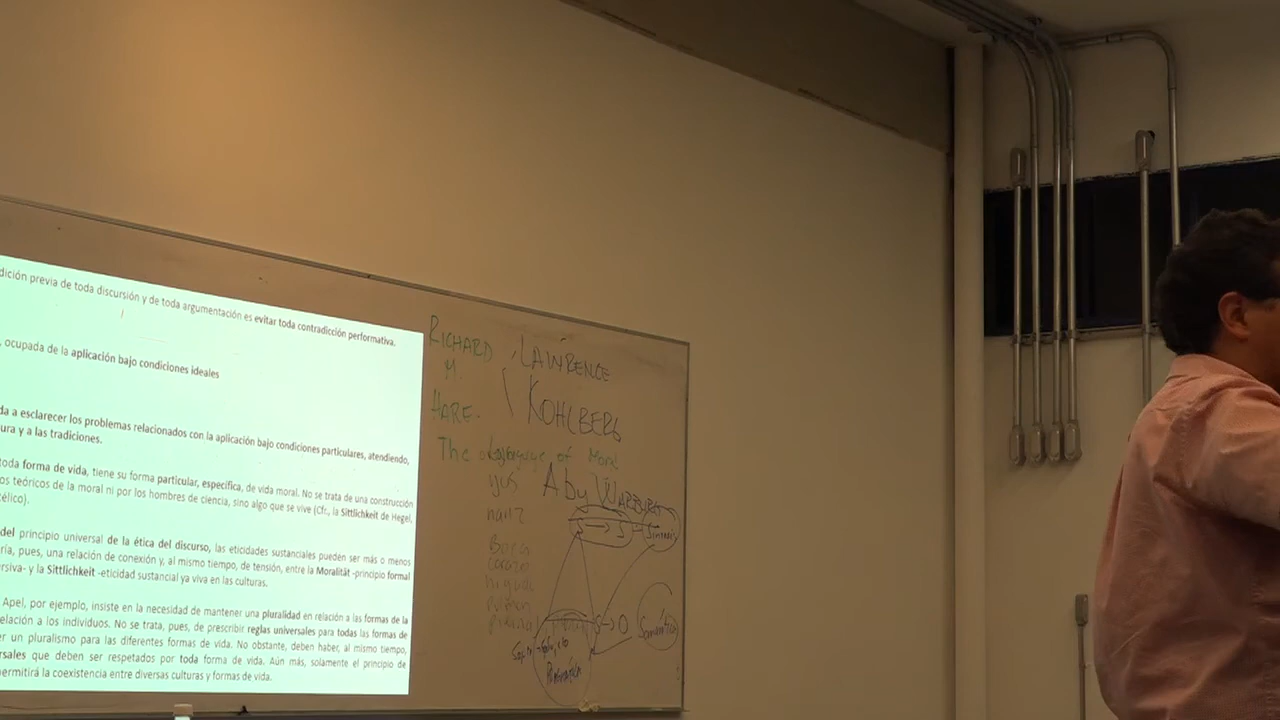 dición previa de toda discursión y de toda argumentación es evitar toda contradicción performativa.
, ocupada de la aplicación bajo condiciones ideales
da a esclarecer los problemas relacionados con la aplicación bajo condiciones particulares, atendiendo,
ura y a las tradiciones.
toda forma de vida, tiene su forma particular, específica, de vida moral. No se trata de una construcción
os teóricos de la moral ni por los hombres de ciencia, sino algo que se vive (Cfr., la Sittlichkeit de Hegel,
télico).
del principio universal de la ética del discurso, las eticidades sustanciales pueden ser más o menos
ría, pues, una relación de conexión y, al mismo tiempo, de tensión, entre la Moralität -principio formal
ersiva- y la Sittlichkeit -eticidad sustancial ya viva en las culturas.
Apel, por ejemplo, insiste en la necesidad de mantener una pluralidad en relación a las formas de la
elación a los individuos. No se trata, pues, de prescribir reglas universales para todas las formas de
er un pluralismo para las diferentes formas de vida. No obstante, deben haber, al mismo tiempo,
rsales que deben ser respetados por toda forma de vida. Aún más, solamente el principio de
ermitirá la coexistencia entre diversas culturas y formas de vida.
RICHARD
M.
HARE.
LAWRENCE
KOHLBERG
The of Moral
Aby WARBURG
S → S
S → O